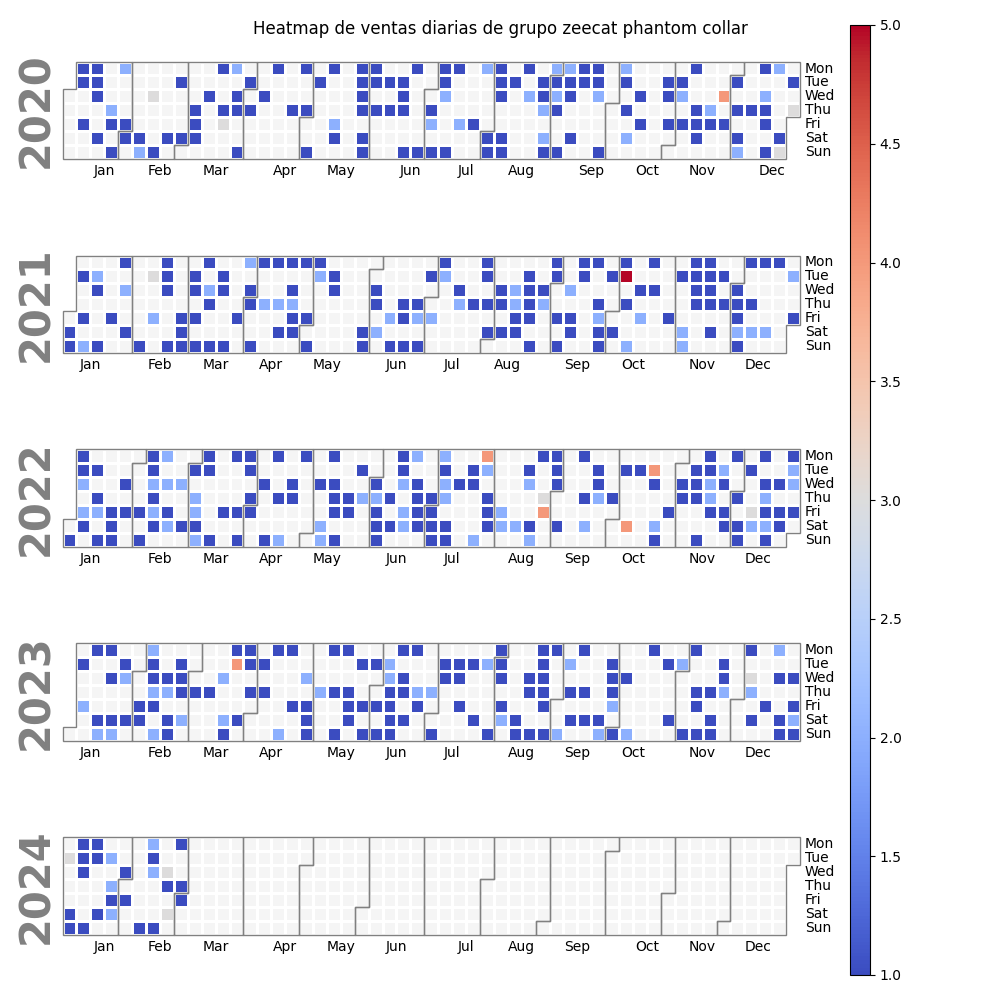 Heatmap de ventas diarias de grupo zeecat phantom collar
2020
Mon
Tue
Wed
Thu
Fri
Sat
Sun
Jan Feb Mar Apr May Jun Jul Aug Sep Oct Nov Dec
2021
Mon
Tue
Wed
Thu
Fri
Sat
Sun
Jan Feb Mar Apr May Jun Jul Aug Sep Oct Nov Dec
2022
Mon
Tue
Wed
Thu
Fri
Sat
Sun
Jan Feb Mar Apr May Jun Jul Aug Sep Oct Nov Dec
2023
Mon
Tue
Wed
Thu
Fri
Sat
Sun
Jan Feb Mar Apr May Jun Jul Aug Sep Oct Nov Dec
2024
Mon
Tue
Wed
Thu
Fri
Sat
Sun
Jan Feb Mar Apr May Jun Jul Aug Sep Oct Nov Dec
5.0
4.5
4.0
3.5
3.0
2.5
2.0
1.5
1.0